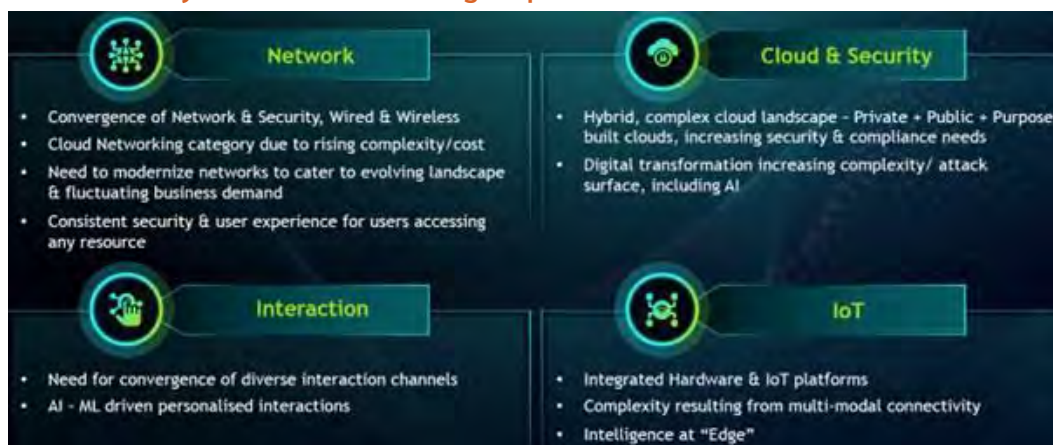 Network
• Convergence of Network & Security, Wired & Wireless
• Cloud Networking category due to rising complexity/cost
• Need to modernize networks to cater to evolving landscape
& fluctuating business demand
• Consistent security & user experience for users accessing
any resource
Cloud & Security
• Hybrid, complex cloud landscape – Private + Public + Purpose
built clouds, increasing security & compliance needs
• Digital transformation increasing complexity/ attack
surface, including AI
Interaction
• Need for convergence of diverse interaction channels
• AI – ML driven personalised interactions
IoT
• Integrated Hardware & IoT platforms
• Complexity resulting from multi-modal connectivity
• Intelligence at “Edge”